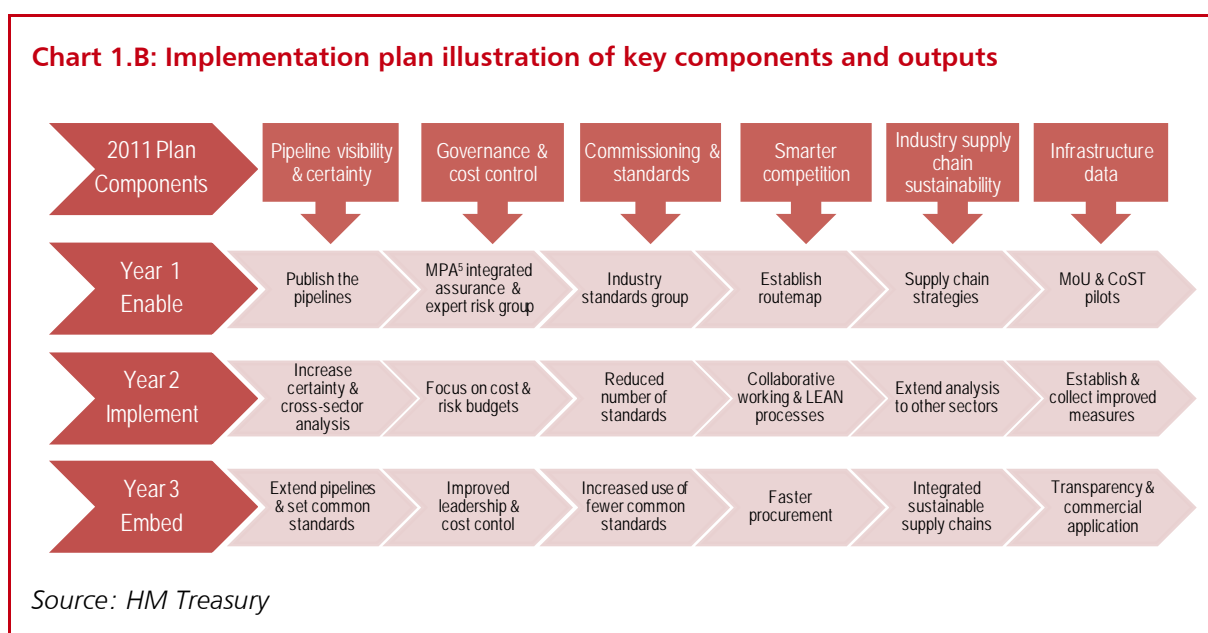 Chart 1.B: Implementation plan illustration of key components and outputs
2011 Plan
Components
Pipeline visibility
& certainty
Governance &
cost control
Commissioning &
standards
Smarter
competition
Industry supply
chain
sustainability
Infrastructure
data
Year 1
Enable
Publish the
pipelines
MPA⁵ integrated
assurance &
expert risk group
Industry
standards group
Establish
routemap
Supply chain
strategies
MoU & CoST
pilots
Year 2
Implement
Increase
certainty &
cross-sector
analysis
Focus on cost &
risk budgets
Reduced
number of
standards
Collaborative
working & LEAN
processes
Extend analysis
to other sectors
Establish &
collect improved
measures
Year 3
Embed
Extend pipelines
& set common
standards
Improved
leadership &
cost contol
Increased use of
fewer common
standards
Faster
procurement
Integrated
sustainable
supply chains
Transparency &
commercial
application
Source: HM Treasury